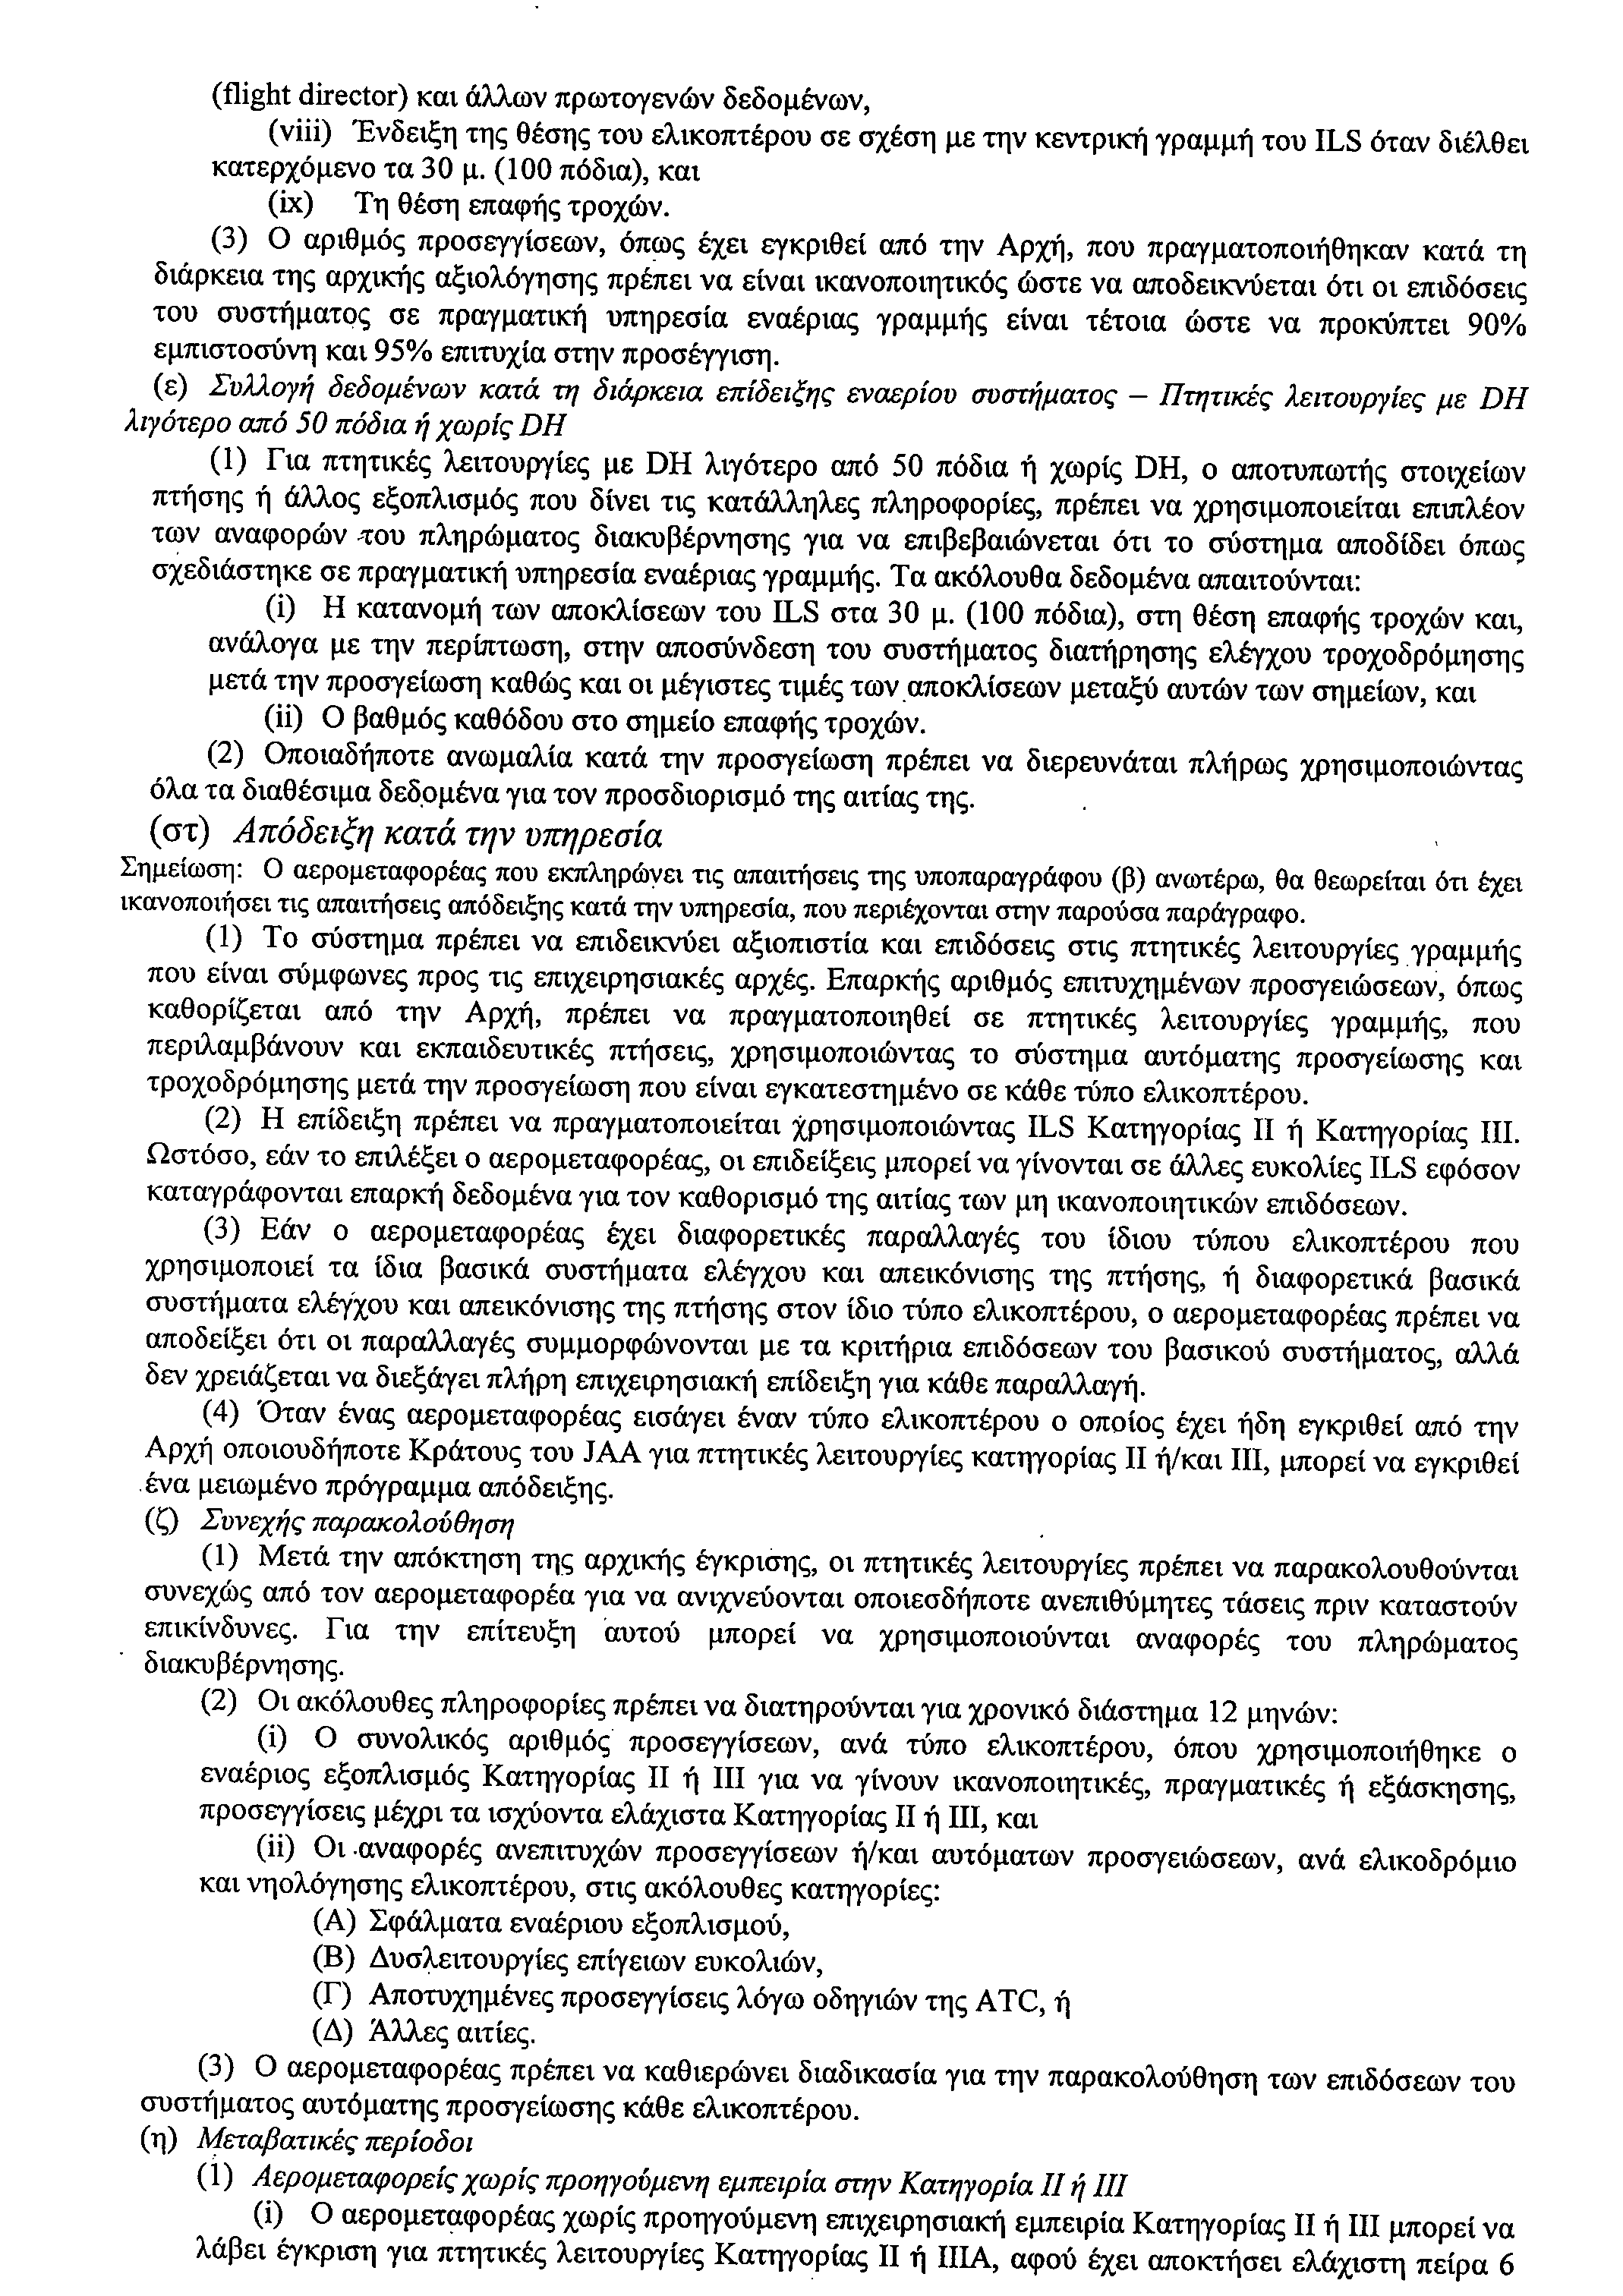 (flight director) και άλλων πρωτογενών δεδομένων,
(viii) Ένδειξη της θέσης του ελικοπτέρου σε σχέση με την κεντρική γραμμή του ILS όταν διέλθει
κατερχόμενο τα 30 μ. (100 πόδια), και
(ix) Τη θέση επαφής τροχών.
(3) Ο αριθμός προσεγγίσεων, όπως έχει εγκριθεί από την Αρχή, που πραγματοποιήθηκαν κατά τη
διάρκεια της αρχικής αξιολόγησης πρέπει να είναι ικανοποιητικός ώστε να αποδεικνύεται ότι οι επιδόσεις
του συστήματος σε πραγματική υπηρεσία εναέριας γραμμής είναι τέτοια ώστε να προκύπτει 90%
εμπιστοσύνη και 95% επιτυχία στην προσέγγιση.
(ε) Συλλογή δεδομένων κατά τη διάρκεια επίδειξης εναερίου συστήματος – Πτητικές λειτουργίες με DH
λιγότερο από 50 πόδια ή χωρίς DH
(1) Για πτητικές λειτουργίες με DH λιγότερο από 50 πόδια ή χωρίς DH, ο αποτυπωτής στοιχείων
πτήσης ή άλλος εξοπλισμός που δίνει τις κατάλληλες πληροφορίες, πρέπει να χρησιμοποιείται επιπλέον
των αναφορών του πληρώματος διακυβέρνησης για να επιβεβαιώνεται ότι το σύστημα αποδίδει όπως
σχεδιάστηκε σε πραγματική υπηρεσία εναέριας γραμμής. Τα ακόλουθα δεδομένα απαιτούνται:
(i) Η κατανομή των αποκλίσεων του ILS στα 30 μ. (100 πόδια), στη θέση επαφής τροχών και,
ανάλογα με την περίπτωση, στην αποσύνδεση του συστήματος διατήρησης ελέγχου τροχοδρόμησης
μετά την προσγείωση καθώς και οι μέγιστες τιμές των αποκλίσεων μεταξύ αυτών των σημείων, και
(ii) Ο βαθμός καθόδου στο σημείο επαφής τροχών.
(2) Οποιαδήποτε ανωμαλία κατά την προσγείωση πρέπει να διερευνάται πλήρως χρησιμοποιώντας
όλα τα διαθέσιμα δεδομένα για τον προσδιορισμό της αιτίας της.
(στ) Απόδειξη κατά την υπηρεσία
Σημείωση: Ο αερομεταφορέας που εκπληρώνει τις απαιτήσεις της υποπαραγράφου (β) ανωτέρω, θα θεωρείται ότι έχει
ικανοποιήσει τις απαιτήσεις απόδειξης κατά την υπηρεσία, που περιέχονται στην παρούσα παράγραφο.
(1) Το σύστημα πρέπει να επιδεικνύει αξιοπιστία και επιδόσεις στις πτητικές λειτουργίες γραμμής
που είναι σύμφωνες προς τις επιχειρησιακές αρχές. Επαρκής αριθμός επιτυχημένων προσγειώσεων, όπως
καθορίζεται από την Αρχή, πρέπει να πραγματοποιηθεί σε πτητικές λειτουργίες γραμμής, που
περιλαμβάνουν και εκπαιδευτικές πτήσεις, χρησιμοποιώντας το σύστημα αυτόματης προσγείωσης και
τροχοδρόμησης μετά την προσγείωση που είναι εγκατεστημένο σε κάθε τύπο ελικοπτέρου.
(2) Η επίδειξη πρέπει να πραγματοποιείται χρησιμοποιώντας ILS Κατηγορίας II ή Κατηγορίας III.
Ωστόσο, εάν το επιλέξει ο αερομεταφορέας, οι επιδείξεις μπορεί να γίνονται σε άλλες ευκολίες ILS εφόσον
καταγράφονται επαρκή δεδομένα για τον καθορισμό της αιτίας των μη ικανοποιητικών επιδόσεων.
(3) Εάν ο αερομεταφορέας έχει διαφορετικές παραλλαγές του ίδιου τύπου ελικοπτέρου που
χρησιμοποιεί τα ίδια βασικά συστήματα ελέγχου και απεικόνισης της πτήσης, ή διαφορετικά βασικά
συστήματα ελέγχου και απεικόνισης της πτήσης στον ίδιο τύπο ελικοπτέρου, ο αερομεταφορέας πρέπει να
αποδείξει ότι οι παραλλαγές συμμορφώνονται με τα κριτήρια επιδόσεων του βασικού συστήματος, αλλά
δεν χρειάζεται να διεξάγει πλήρη επιχειρησιακή επίδειξη για κάθε παραλλαγή.
(4) Όταν ένας αερομεταφορέας εισάγει έναν τύπο ελικοπτέρου ο οποίος έχει ήδη εγκριθεί από την
Αρχή οποιουδήποτε Κράτους του JAA για πτητικές λειτουργίες κατηγορίας II ή/και III, μπορεί να εγκριθεί
ένα μειωμένο πρόγραμμα απόδειξης.
(ζ) Συνεχής παρακολούθηση
(1) Μετά την απόκτηση της αρχικής έγκρισης, οι πτητικές λειτουργίες πρέπει να παρακολουθούνται
συνεχώς από τον αερομεταφορέα για να ανιχνεύονται οποιεσδήποτε ανεπιθύμητες τάσεις πριν καταστούν
επικίνδυνες. Για την επίτευξη αυτού μπορεί να χρησιμοποιούνται αναφορές του πληρώματος
διακυβέρνησης.
(2) Οι ακόλουθες πληροφορίες πρέπει να διατηρούνται για χρονικό διάστημα 12 μηνών:
(i) Ο συνολικός αριθμός προσεγγίσεων, ανά τύπο ελικοπτέρου, όπου χρησιμοποιήθηκε ο
εναέριος εξοπλισμός Κατηγορίας II ή III για να γίνουν ικανοποιητικές, πραγματικές ή εξάσκησης,
προσεγγίσεις μέχρι τα ισχύοντα ελάχιστα Κατηγορίας II ή III, και
(ii) Οι αναφορές ανεπιτυχών προσεγγίσεων ή/και αυτόματων προσγειώσεων, ανά ελικοδρόμιο
και νηολόγησης ελικοπτέρου, στις ακόλουθες κατηγορίες:
(Α) Σφάλματα εναέριου εξοπλισμού,
(Β) Δυσλειτουργίες επίγειων ευκολιών,
(Γ) Αποτυχημένες προσεγγίσεις λόγω οδηγιών της ATC, ή
(Δ) Άλλες αιτίες.
(3) Ο αερομεταφορέας πρέπει να καθιερώνει διαδικασία για την παρακολούθηση των επιδόσεων του
συστήματος αυτόματης προσγείωσης κάθε ελικοπτέρου.
(η) Μεταβατικές περίοδοι
(1) Αερομεταφορείς χωρίς προηγούμενη εμπειρία στην Κατηγορία II ή III
(i) Ο αερομεταφορέας χωρίς προηγούμενη επιχειρησιακή εμπειρία Κατηγορίας II ή III μπορεί να
λάβει έγκριση για πτητικές λειτουργίες Κατηγορίας II ή IIIA, αφού έχει αποκτήσει ελάχιστη πείρα 6